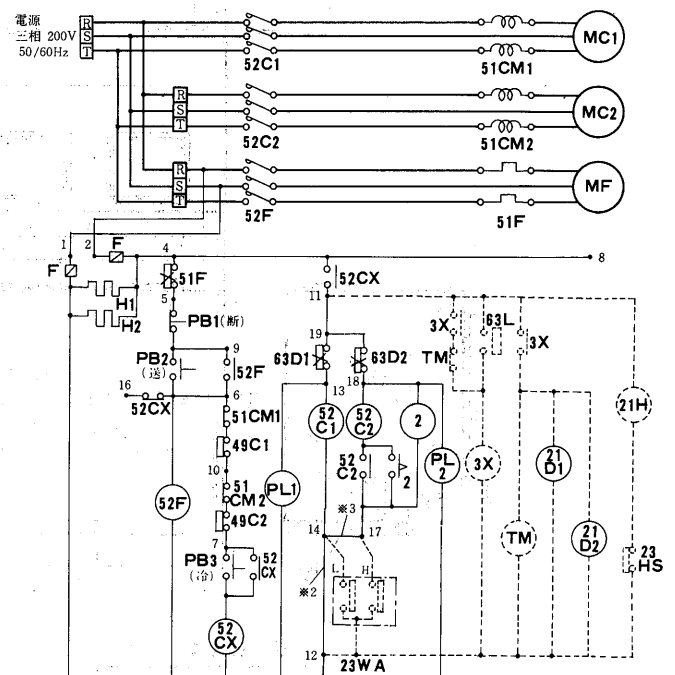 電源
三相 200V
50/60Hz
R
S
T
52C1
51CM1
MC1
R
S
T
52C2
51CM2
MC2
R
S
T
52F
51F
MF
1
2
F
4
8
F
51F
52CX
H1
H2
5
11
PB1(断)
3X
63L
3X
19
TM
9
63D1
63D2
PB2
(送)
52F
16
6
13
18
21H
52CX
51CM1
52
C1
52
C2
2
49C1
10
52
C2
2
PL
2
3X
21
D1
51
CM2
PL1
52F
49C2
※3
7
14
17
TM
21
D2
PB3
(冷)
52
CX
L
H
23
HS
※2
52
CX
12
23WA